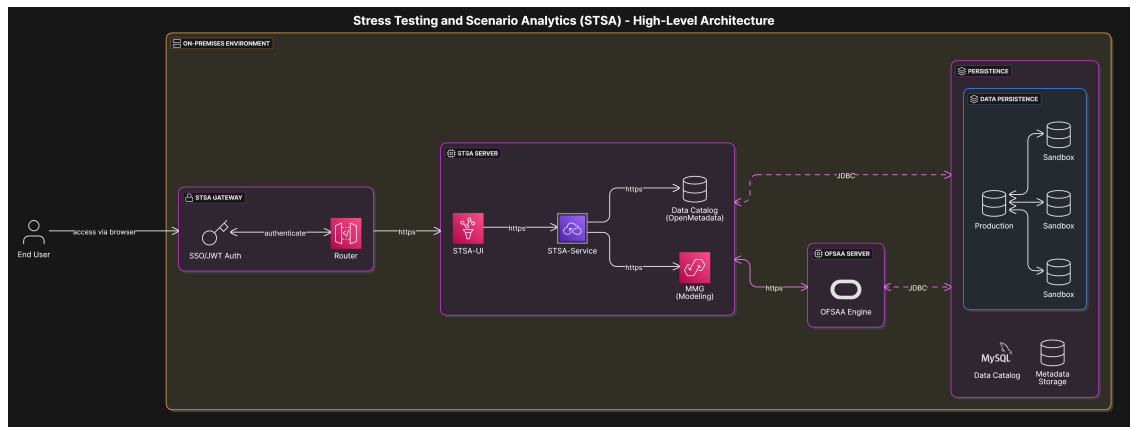 Stress Testing and Scenario Analytics (STSA) - High-Level Architecture
ON-PREMISES ENVIRONMENT
PERSISTENCE
DATA PERSISTENCE
Sandbox
STSA SERVER
https
JDBC
STSA GATEWAY
Data Catalog
(OpenMetadata)
Production
Sandbox
access via browser
authenticate
https
https
End User
SSO/JWT Auth
Router
STSA-UI
STSA-Service
OFSAA SERVER
https
MMG
(Modeling)
https
JDBC
Sandbox
OFSAA Engine
MySQL
Data Catalog
Metadata
Storage